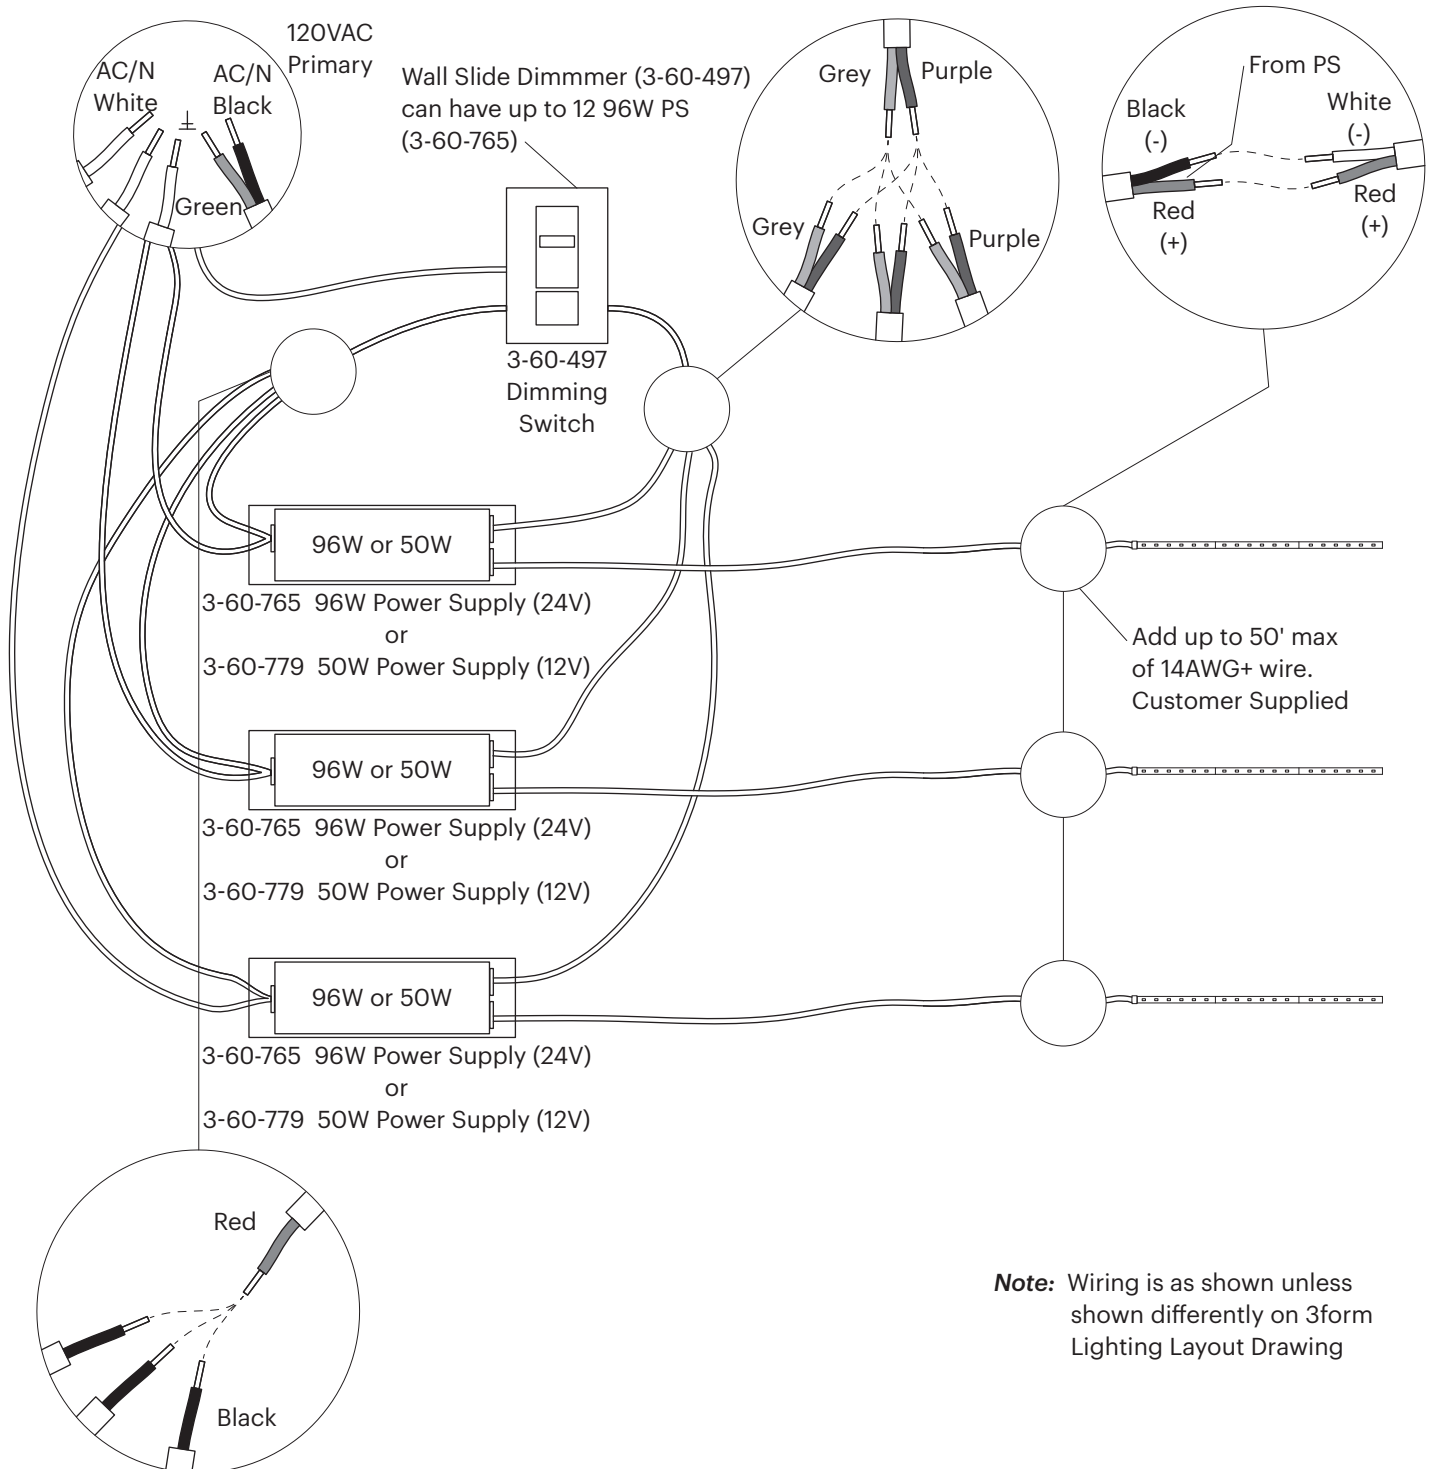 120VAC
Primary
AC/N
White
AC/N
Black
Green
Wall Slide Dimmmer (3-60-497)
can have up to 12 96W PS
(3-60-765)
Grey
Purple
Grey
Purple
From PS
Black
(-)
White
(-)
Red
(+)
Red
(+)
3-60-497
Dimming
Switch
96W or 50W
3-60-765 96W Power Supply (24V)
or
3-60-779 50W Power Supply (12V)
Add up to 50' max
of 14AWG+ wire.
Customer Supplied
96W or 50W
3-60-765 96W Power Supply (24V)
or
3-60-779 50W Power Supply (12V)
96W or 50W
3-60-765 96W Power Supply (24V)
or
3-60-779 50W Power Supply (12V)
Red
Black
Note: Wiring is as shown unless
shown differently on 3form
Lighting Layout Drawing